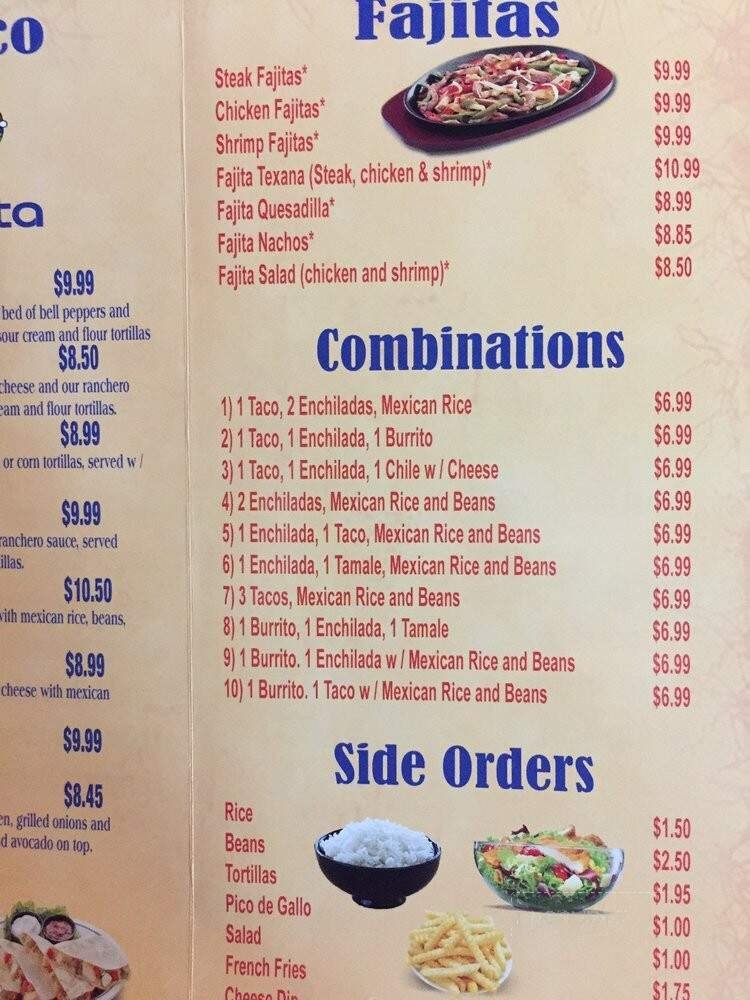 co
ta
$9.99
bed of bell peppers and
sour cream and flour tortillas
$8.50
cheese and our ranchero
eam and flour tortillas.
$8.99
or corn tortillas, served w /
$9.99
ranchero sauce, served
illas.
$10.50
with mexican rice, beans,
$8.99
cheese with mexican
$9.99
$8.45
en, grilled onions and
d avocado on top.
Fajitas
Steak Fajitas* $9.99
Chicken Fajitas* $9.99
Shrimp Fajitas* $9.99
Fajita Texana (Steak, chicken & shrimp)* $10.99
Fajita Quesadilla* $8.99
Fajita Nachos* $8.85
Fajita Salad (chicken and shrimp)* $8.50
Combinations
1) 1 Taco, 2 Enchiladas, Mexican Rice $6.99
2) 1 Taco, 1 Enchilada, 1 Burrito $6.99
3) 1 Taco, 1 Enchilada, 1 Chile w / Cheese $6.99
4) 2 Enchiladas, Mexican Rice and Beans $6.99
5) 1 Enchilada, 1 Taco, Mexican Rice and Beans $6.99
6) 1 Enchilada, 1 Tamale, Mexican Rice and Beans $6.99
7) 3 Tacos, Mexican Rice and Beans $6.99
8) 1 Burrito, 1 Enchilada, 1 Tamale $6.99
9) 1 Burrito. 1 Enchilada w / Mexican Rice and Beans $6.99
10) 1 Burrito. 1 Taco w / Mexican Rice and Beans $6.99
Side Orders
Rice $1.50
Beans $2.50
Tortillas $1.95
Pico de Gallo $1.00
Salad $1.00
French Fries $1.75
Cheese Dip